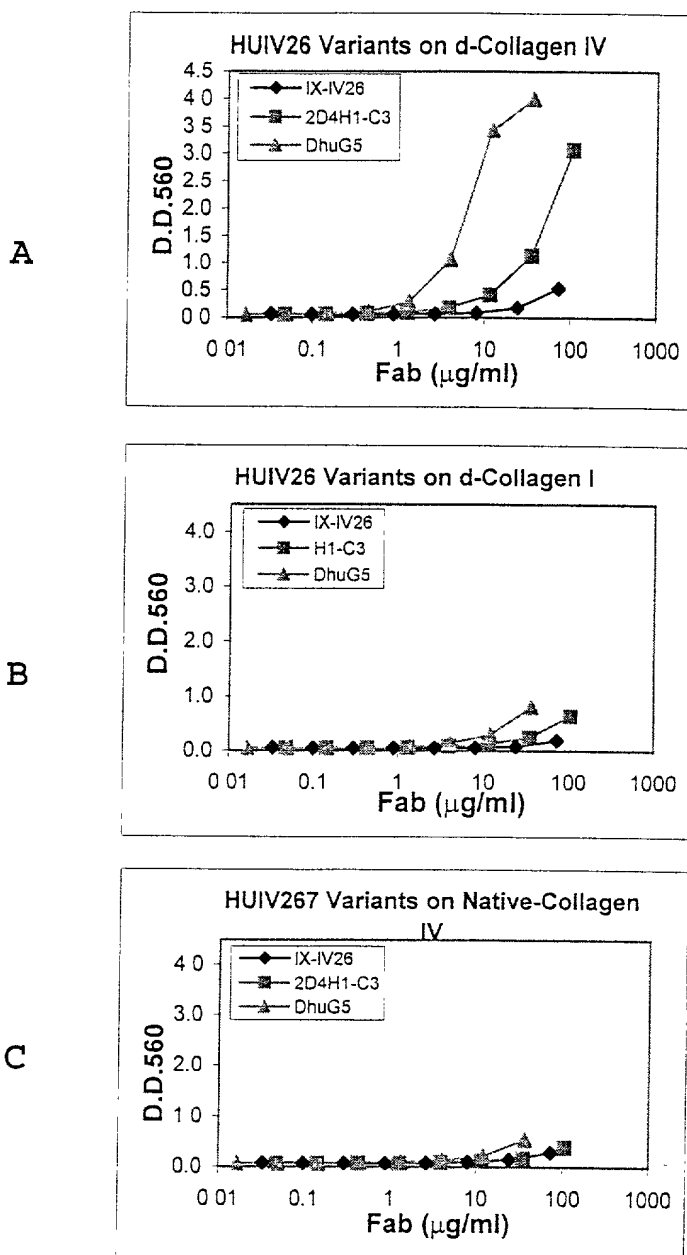 A
HUIV26 Variants on d-Collagen IV
IX-IV26
2D4H1-C3
DhuG5
D.D.560
4.5
4.0
3.5
3.0
2.5
2.0
1.5
1.0
0.5
0 0
0 01 0.1 1 10 100 1000
Fab (µg/ml)
B
HUIV26 Variants on d-Collagen I
IX-IV26
H1-C3
DhuG5
D.D.560
4.0
3.0
2.0
1.0
0.0
0 01 0.1 1 10 100 1000
Fab (µg/ml)
C
HUIV267 Variants on Native-Collagen
IV
IX-IV26
2D4H1-C3
DhuG5
D.D.560
4 0
3.0
2.0
1 0
0.0
0 01 0.1 1 10 100 1000
Fab (µg/ml)